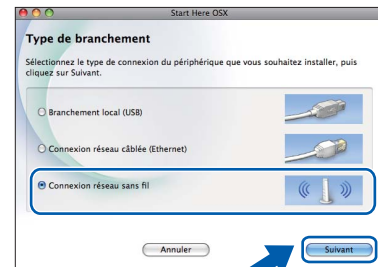 Start Here OSX
Type de branchement
Sélectionnez le type de connexion du périphérique que vous souhaitez installer, puis
cliquez sur Suivant.
Branchement local (USB)
Connexion réseau câblée (Ethernet)
Connexion réseau sans fil
Annuler
Suivant